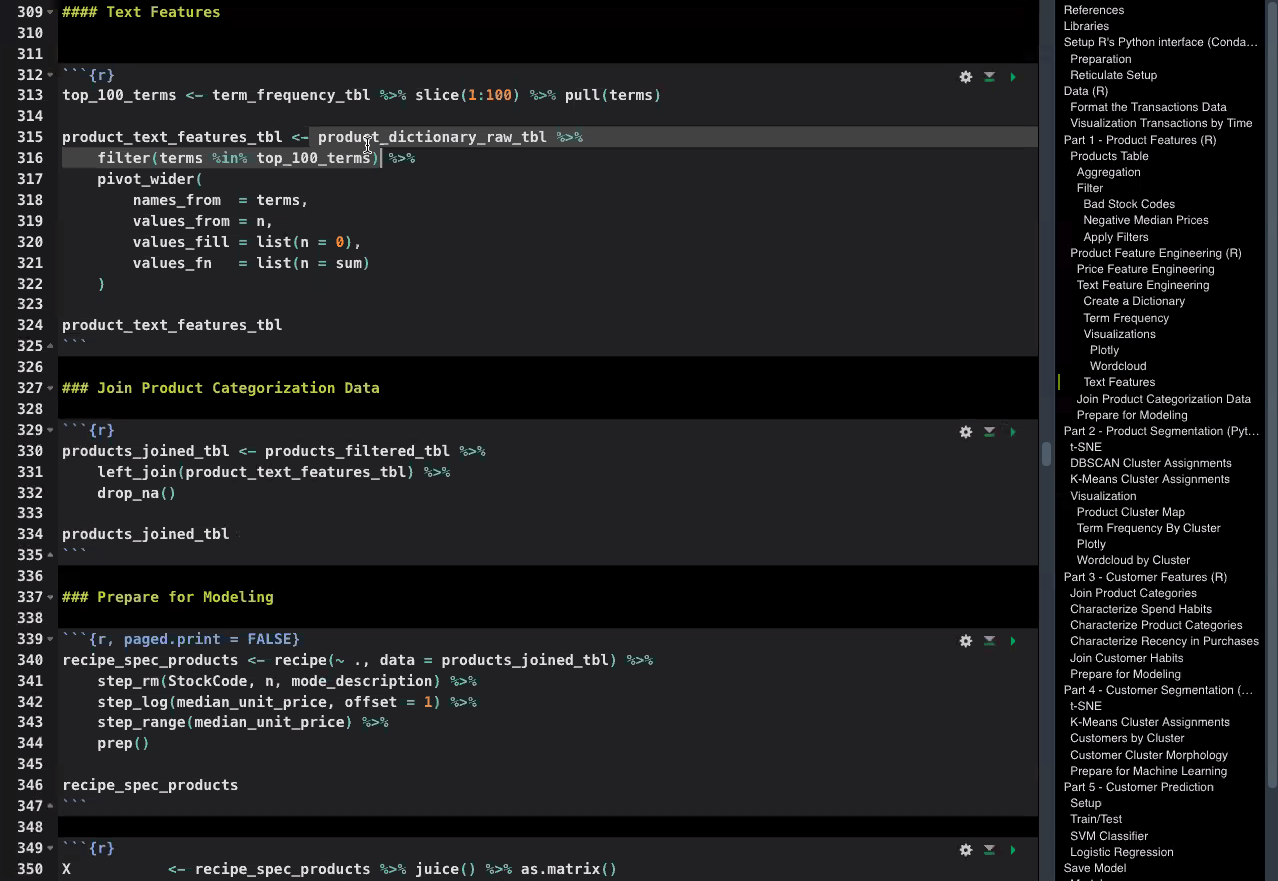 309 #### Text Features
310
311
312 ```{r}
313 top_100_terms <- term_frequency_tbl %>% slice(1:100) %>% pull(terms)
314
315 product_text_features_tbl <- product_dictionary_raw_tbl %>%
316     filter(terms %in% top_100_terms) %>%
317     pivot_wider(
318         names_from  = terms,
319         values_from = n,
320         values_fill = list(n = 0),
321         values_fn   = list(n = sum)
322     )
323
324 product_text_features_tbl
325 ```
326
327 ### Join Product Categorization Data
328
329 ```{r}
330 products_joined_tbl <- products_filtered_tbl %>%
331     left_join(product_text_features_tbl) %>%
332     drop_na()
333
334 products_joined_tbl
335 ```
336
337 ### Prepare for Modeling
338
339 ```{r, paged.print = FALSE}
340 recipe_spec_products <- recipe(~ ., data = products_joined_tbl) %>%
341     step_rm(StockCode, n, mode_description) %>%
342     step_log(median_unit_price, offset = 1) %>%
343     step_range(median_unit_price) %>%
344     prep()
345
346 recipe_spec_products
347 ```
348
349 ```{r}
350 X           <- recipe_spec_products %>% juice() %>% as.matrix()
References
Libraries
Setup R's Python interface (Conda...
Preparation
Reticulate Setup
Data (R)
Format the Transactions Data
Visualization Transactions by Time
Part 1 - Product Features (R)
Products Table
Aggregation
Filter
Bad Stock Codes
Negative Median Prices
Apply Filters
Product Feature Engineering (R)
Price Feature Engineering
Text Feature Engineering
Create a Dictionary
Term Frequency
Visualizations
Plotly
Wordcloud
Text Features
Join Product Categorization Data
Prepare for Modeling
Part 2 - Product Segmentation (Pyt...
t-SNE
DBSCAN Cluster Assignments
K-Means Cluster Assignments
Visualization
Product Cluster Map
Term Frequency By Cluster
Plotly
Wordcloud by Cluster
Part 3 - Customer Features (R)
Join Product Categories
Characterize Spend Habits
Characterize Product Categories
Characterize Recency in Purchases
Join Customer Habits
Prepare for Modeling
Part 4 - Customer Segmentation (...
t-SNE
K-Means Cluster Assignments
Customers by Cluster
Customer Cluster Morphology
Prepare for Machine Learning
Part 5 - Customer Prediction
Setup
Train/Test
SVM Classifier
Logistic Regression
Save Model